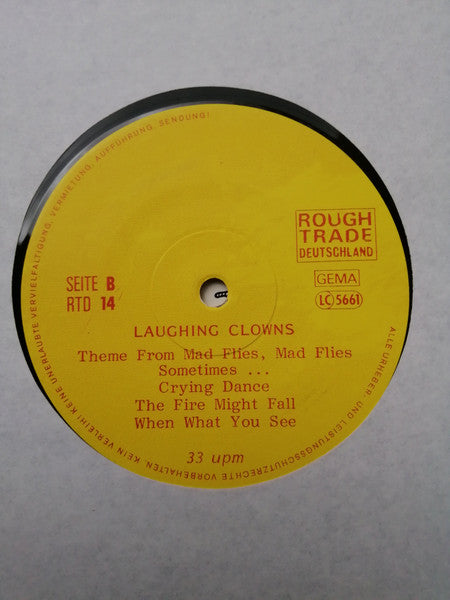 KEINE UNERLAUBTE VERVIELFÄLTIGUNG, VERMIETUNG, AUFFÜHRUNG, SENDUNG!
ROUGH
TRADE
DEUTSCHLAND
SEITE B
RTD 14
GEMA
LC 5661
LAUGHING CLOWNS
Theme From Mad Flies, Mad Flies
Sometimes ...
Crying Dance
The Fire Might Fall
When What You See
33 upm
ALLE URHEBER- UND LEISTUNGSSCHUTZRECHTE VORBEHALTEN. KEIN VERLEIH!